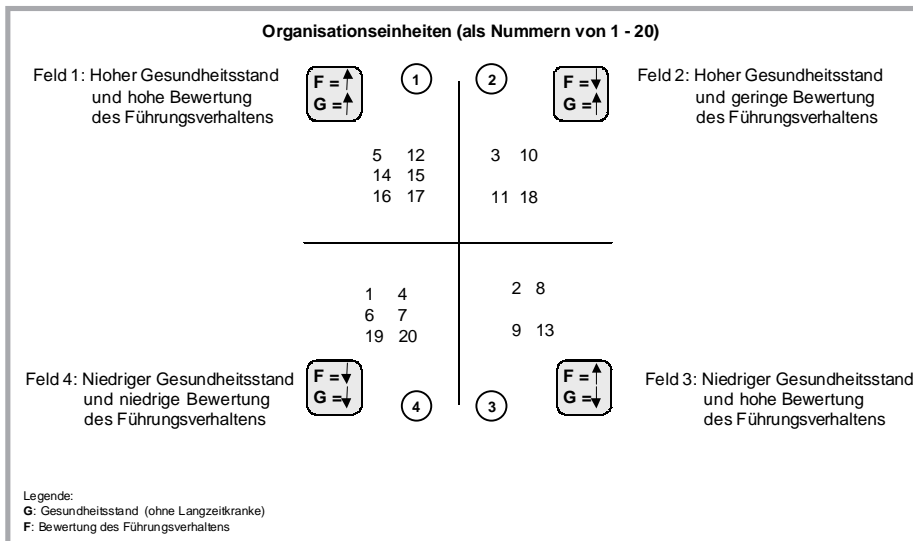 Organisationseinheiten (als Nummern von 1 - 20)
Feld 1: Hoher Gesundheitsstand
und hohe Bewertung
des Führungsverhaltens
F =
G =
1
2
F =
G =
Feld 2: Hoher Gesundheitsstand
und geringe Bewertung
des Führungsverhaltens
5 12
14 15
16 17
3 10
11 18
1 4
6 7
19 20
2 8
9 13
Feld 4: Niedriger Gesundheitsstand
und niedrige Bewertung
des Führungsverhaltens
F =
G =
4
3
F =
G =
Feld 3: Niedriger Gesundheitsstand
und hohe Bewertung
des Führungsverhaltens
Legende:
G: Gesundheitsstand (ohne Langzeitkranke)
F: Bewertung des Führungsverhaltens